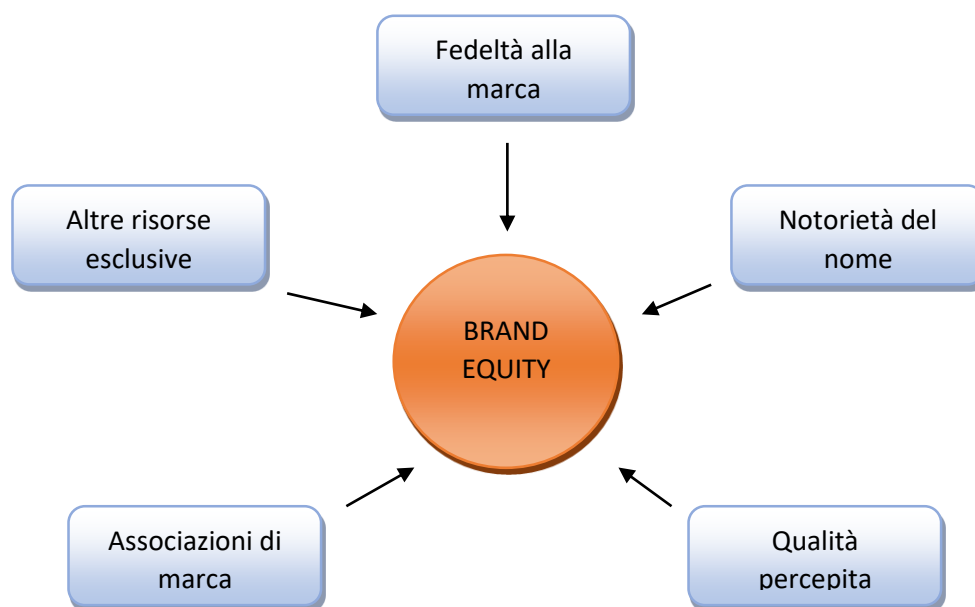 Fedeltà alla
marca
Altre risorse
esclusive
Notorietà del
nome
BRAND
EQUITY
Associazioni di
marca
Qualità
percepita